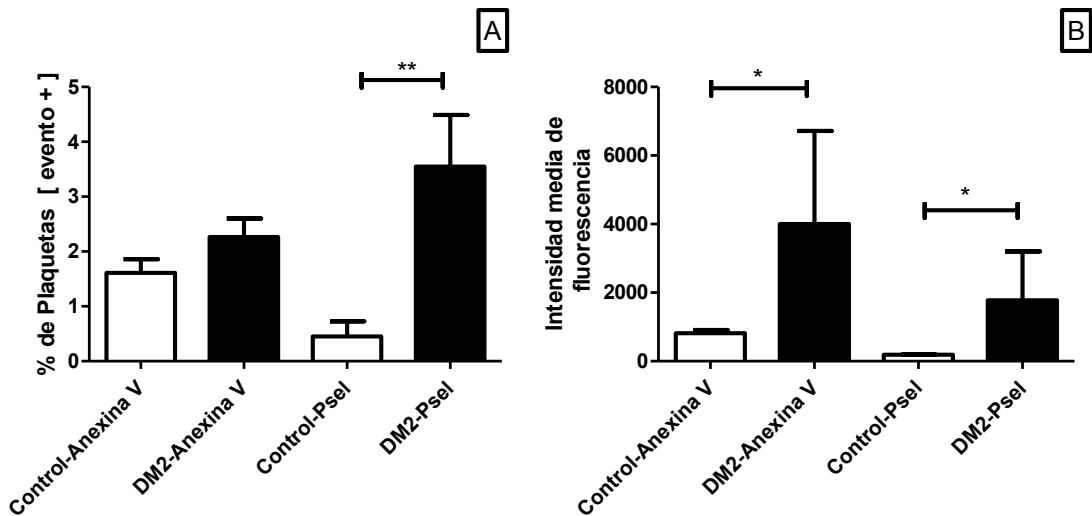 A
% de Plaquetas [ evento + ]
5
4
3
2
1
0
**
Control-Anexina V
DM2-Anexina V
Control-Psel
DM2-Psel
B
Intensidad media de
fluorescencia
8000
6000
4000
2000
0
*
*
Control-Anexina V
DM2-Anexina V
Control-Psel
DM2-Psel